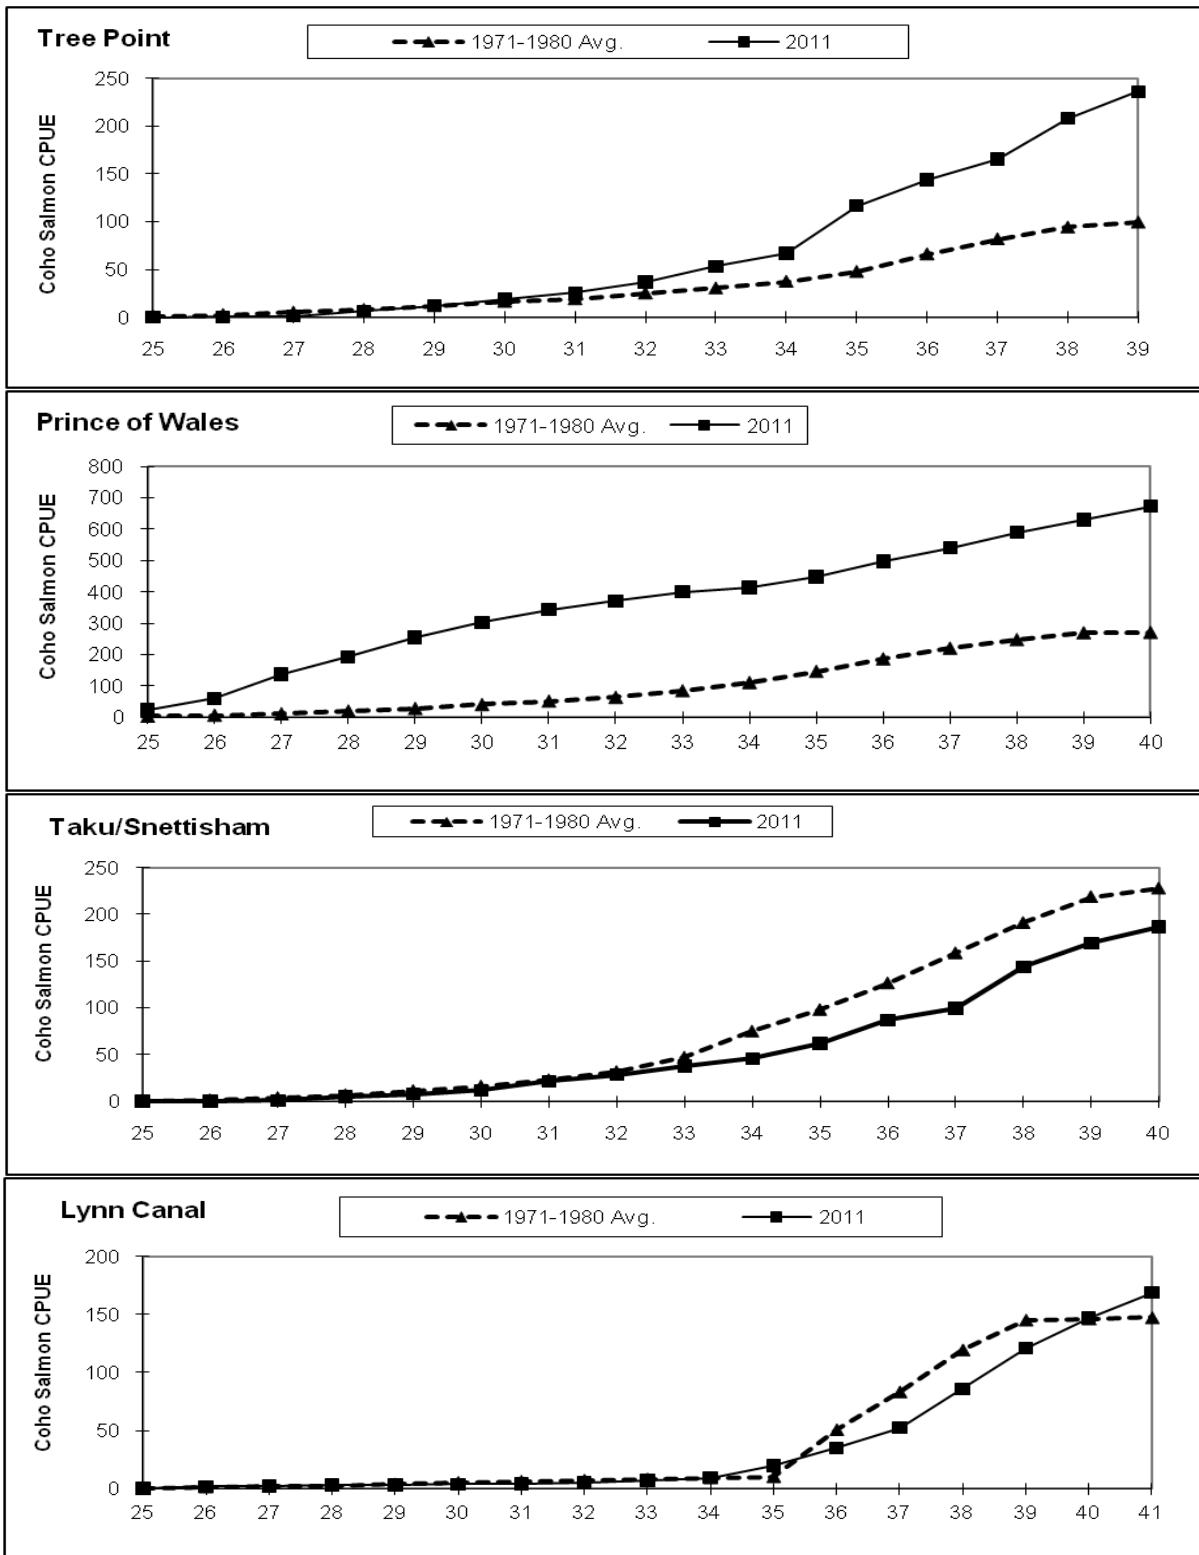 Tree Point
1971-1980 Avg. 2011
Coho Salmon CPUE
250
200
150
100
50
0
25 26 27 28 29 30 31 32 33 34 35 36 37 38 39
Prince of Wales
1971-1980 Avg. 2011
Coho Salmon CPUE
800
700
600
500
400
300
200
100
0
25 26 27 28 29 30 31 32 33 34 35 36 37 38 39 40
Taku/Snettisham
1971-1980 Avg. 2011
Coho Salmon CPUE
250
200
150
100
50
0
25 26 27 28 29 30 31 32 33 34 35 36 37 38 39 40
Lynn Canal
1971-1980 Avg. 2011
Coho Salmon CPUE
200
150
100
50
0
25 26 27 28 29 30 31 32 33 34 35 36 37 38 39 40 41